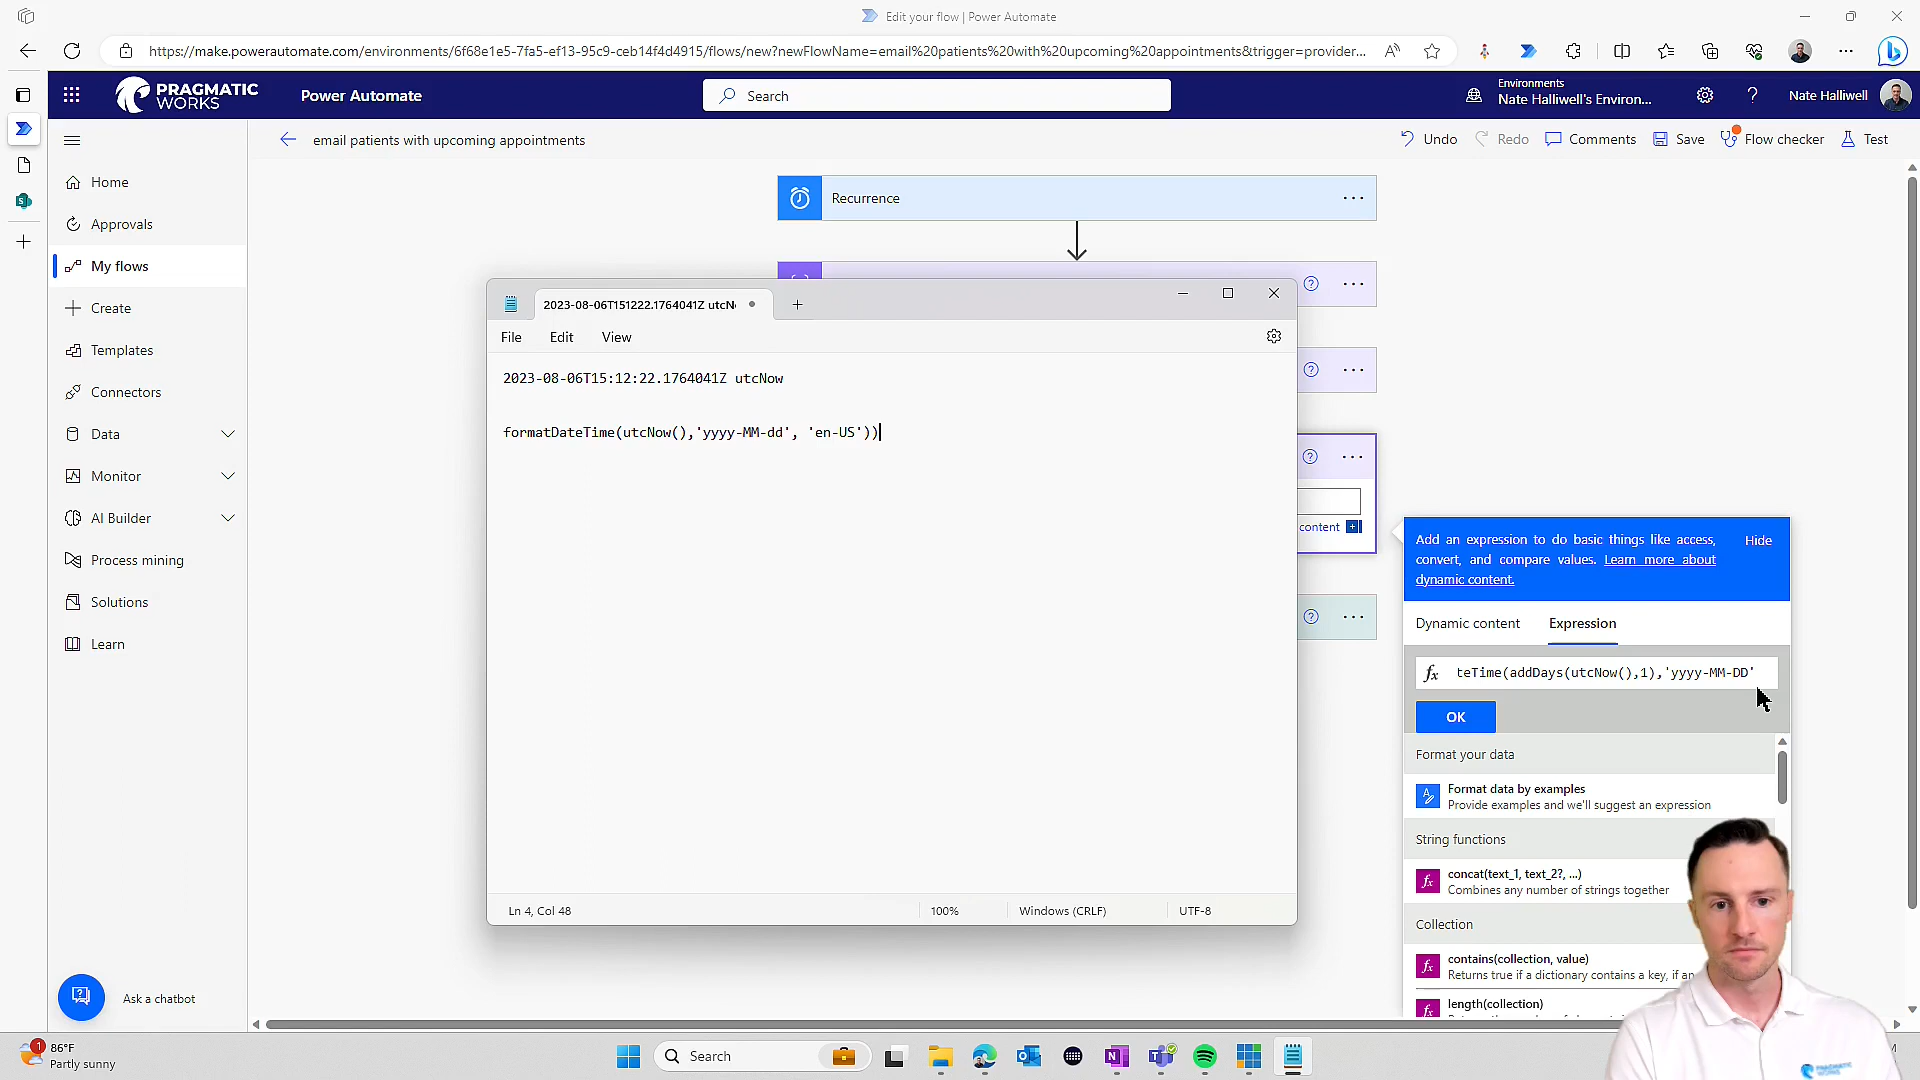 Edit your flow | Power Automate
https://make.powerautomate.com/environments/6f68e1e5-7fa5-ef13-95c9-ceb14f4d4915/flows/new?newFlowName=email%20patients%20with%20upcoming%20appointments&trigger=provider...
PRAGMATIC
WORKS
Power Automate
Search
Environments
Nate Halliwell's Environ...
Nate Halliwell
email patients with upcoming appointments
Undo
Redo
Comments
Save
Flow checker
Test
Home
Approvals
My flows
Create
Templates
Connectors
Data
Monitor
AI Builder
Process mining
Solutions
Learn
Ask a chatbot
Recurrence
2023-08-06T151222.1764041Z utcN
File
Edit
View
2023-08-06T15:12:22.1764041Z utcNow
formatDateTime(utcNow(),'yyyy-MM-dd', 'en-US'))
Ln 4, Col 48
100%
Windows (CRLF)
UTF-8
content
Add an expression to do basic things like access,
convert, and compare values. Learn more about
dynamic content.
Hide
Dynamic content
Expression
fx
teTime(addDays(utcNow(),1),'yyyy-MM-DD'
OK
Format your data
Format data by examples
Provide examples and we'll suggest an expression
String functions
concat(text_1, text_2?, ...)
Combines any number of strings together
Collection
contains(collection, value)
Returns true if a dictionary contains a key, if an
length(collection)
1
86°F
Partly sunny
Search
PRAGMATIC
WORKS